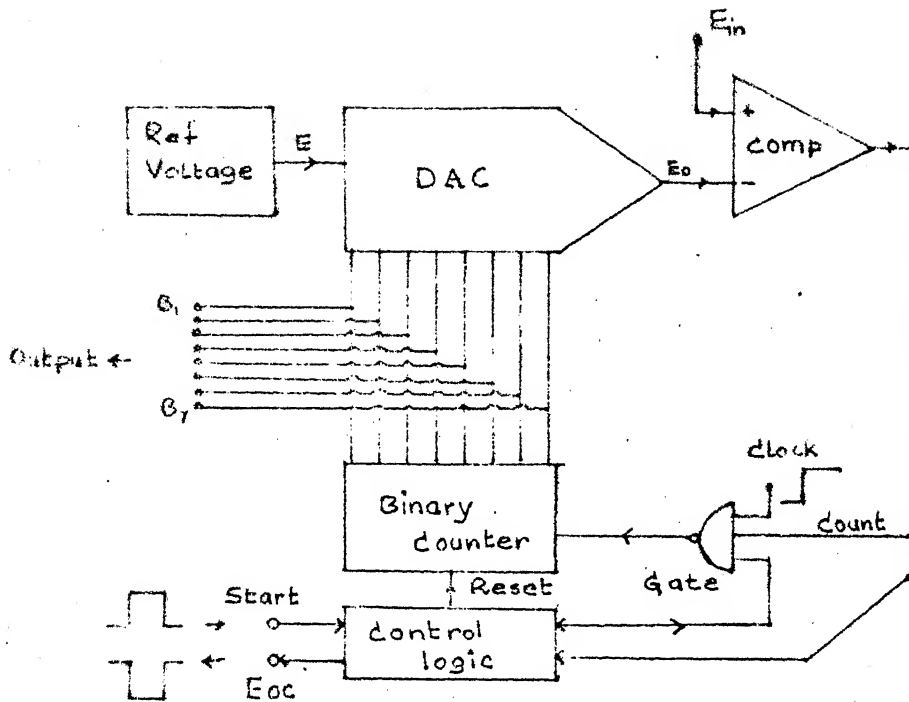 Ein
Ref
Voltage
E
DAC
Eo
+
comp
−
B1
Output
B7
Clock
Binary
Counter
Count
Gate
Reset
Start
Control
logic
EOC